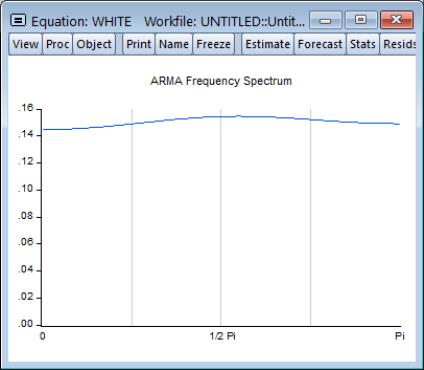 Equation: WHITE Workfile: UNTITLED::Untit...
View Proc Object Print Name Freeze Estimate Forecast Stats Resids
ARMA Frequency Spectrum
.16
.14
.12
.10
.08
.06
.04
.02
.00
0 1/2 Pi Pi